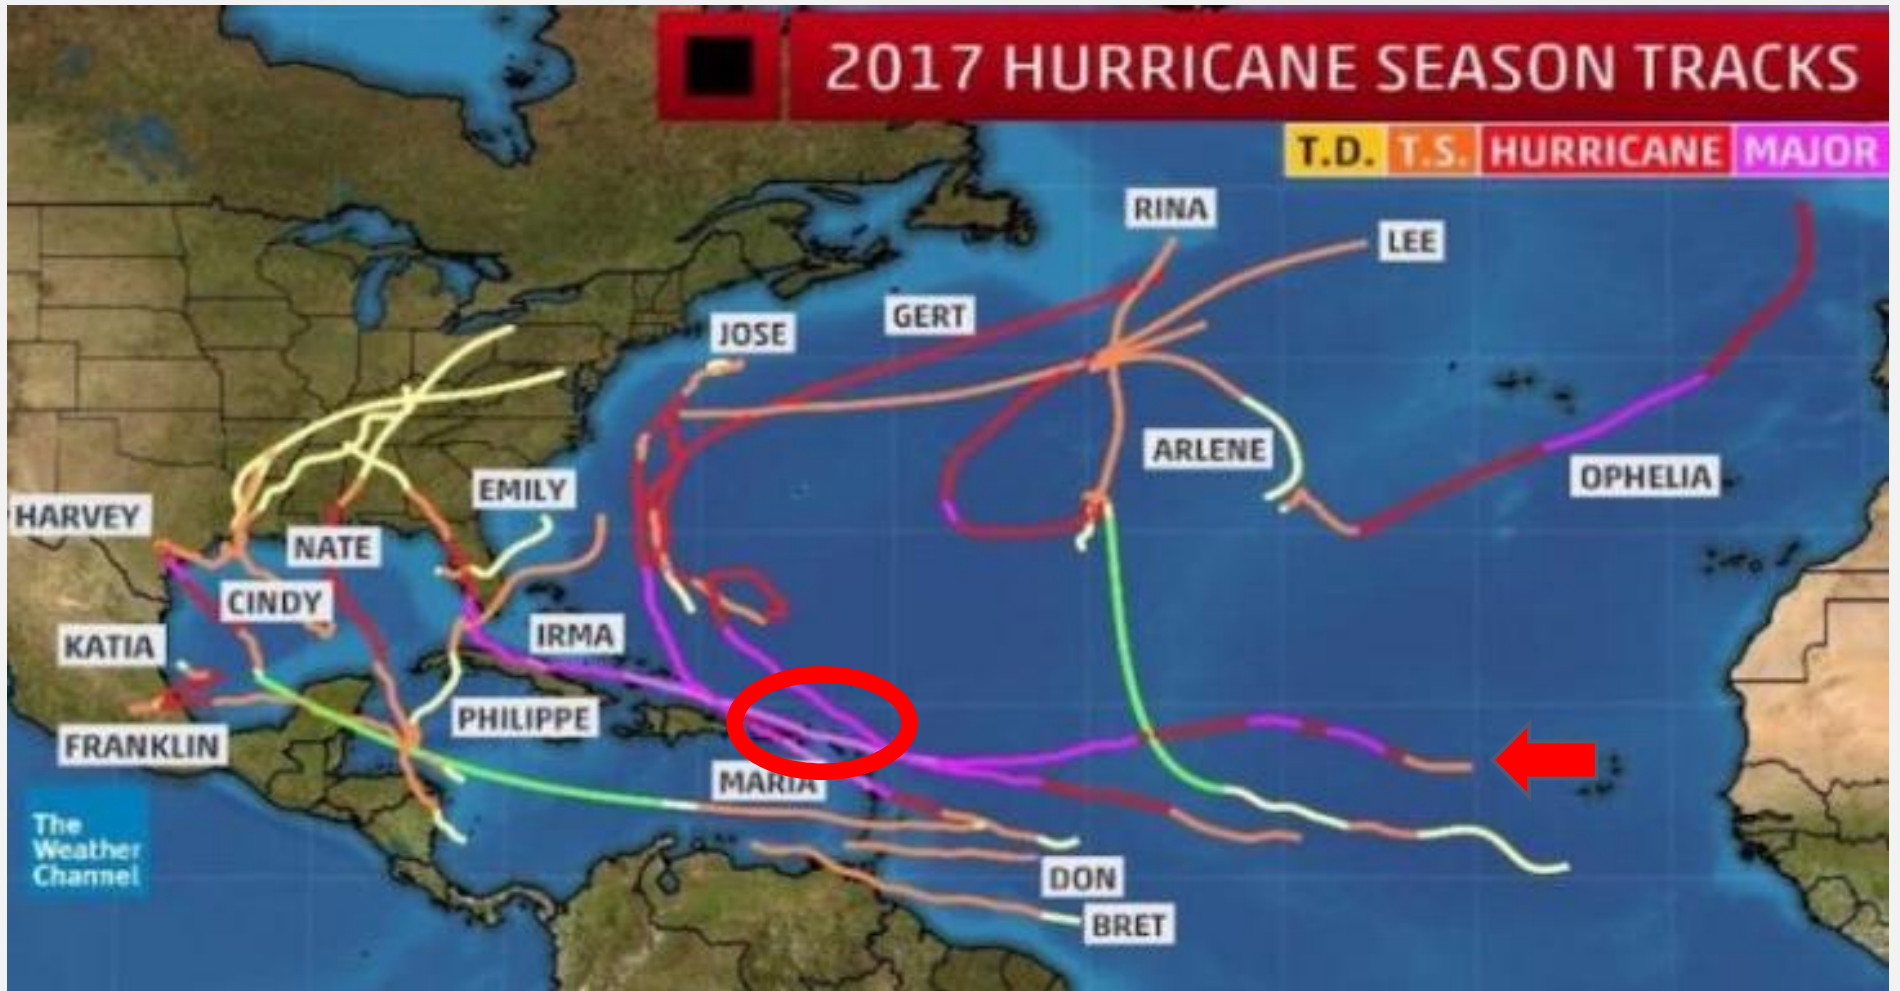 2017 HURRICANE SEASON TRACKS
T.D. T.S. HURRICANE MAJOR
RINA
LEE
GERT
JOSE
ARLENE
OPHELIA
EMILY
HARVEY
NATE
CINDY
IRMA
KATIA
PHILIPPE
FRANKLIN
MARIA
The
Weather
Channel
DON
BRET